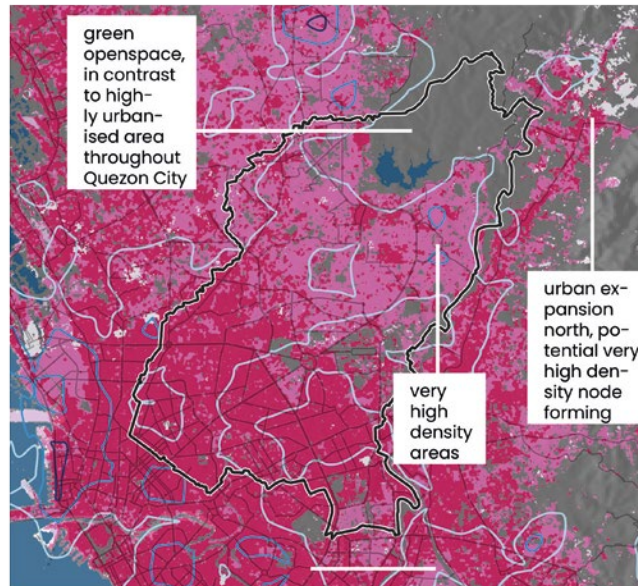 green
openspace,
in contrast
to high-
ly urban-
ised area
throughout
Quezon City
very
high
density
areas
urban ex-
pansion
north, po-
tential very
high den-
sity node
forming